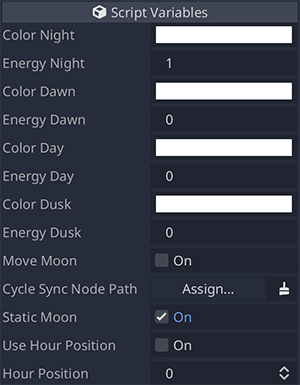 Script Variables
Color Night
Energy Night 1
Color Dawn
Energy Dawn 0
Color Day
Energy Day 0
Color Dusk
Energy Dusk 0
Move Moon On
Cycle Sync Node Path Assign...
Static Moon On
Use Hour Position On
Hour Position 0